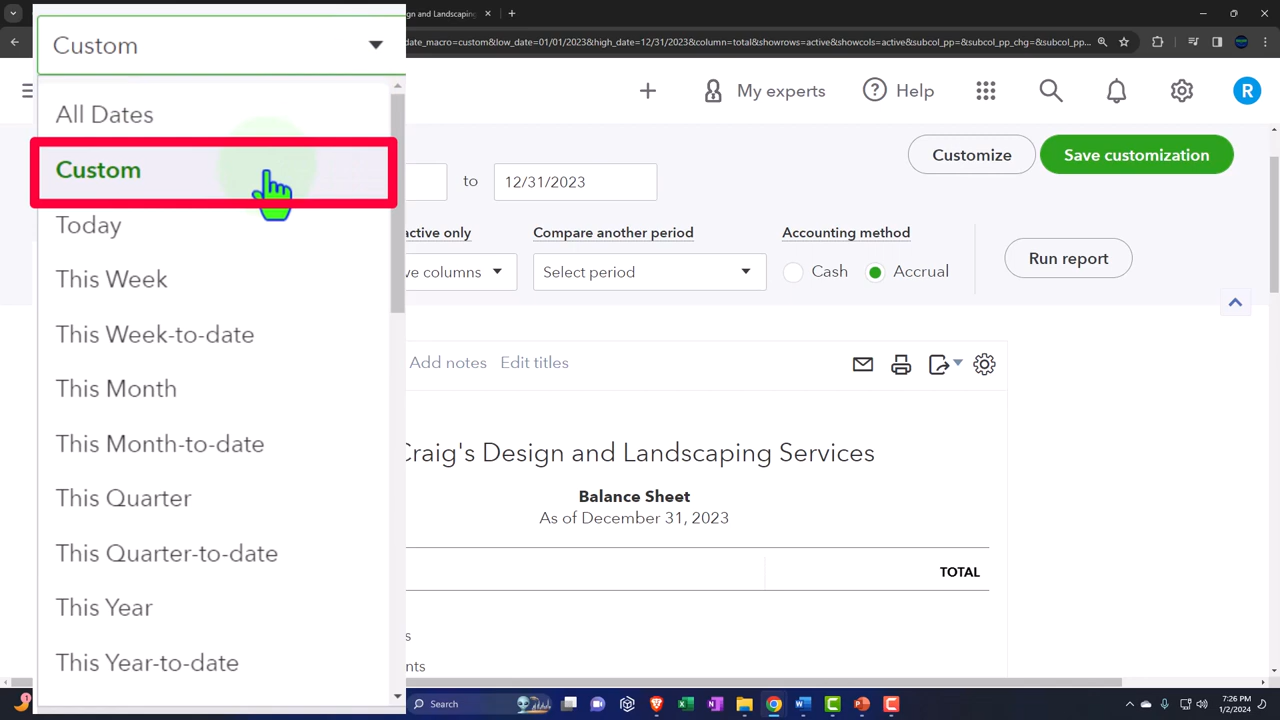 esign and Landscaping
date_macro=custom&low_date=01/01/2023&high_date=12/31/2023&column=total&showrows=active&showcols=active&subcol_pp=&subcol_pp_chg=&subcol
Custom
All Dates
Custom
Today
This Week
This Week-to-date
This Month
This Month-to-date
This Quarter
This Quarter-to-date
This Year
This Year-to-date
My experts
Help
R
Customize
Save customization
to
12/31/2023
active only
Compare another period
Accounting method
ve columns
Select period
Cash
Accrual
Run report
Add notes
Edit titles
Craig's Design and Landscaping Services
Balance Sheet
As of December 31, 2023
TOTAL
s
nts
Search
7:26 PM
1/26/2024